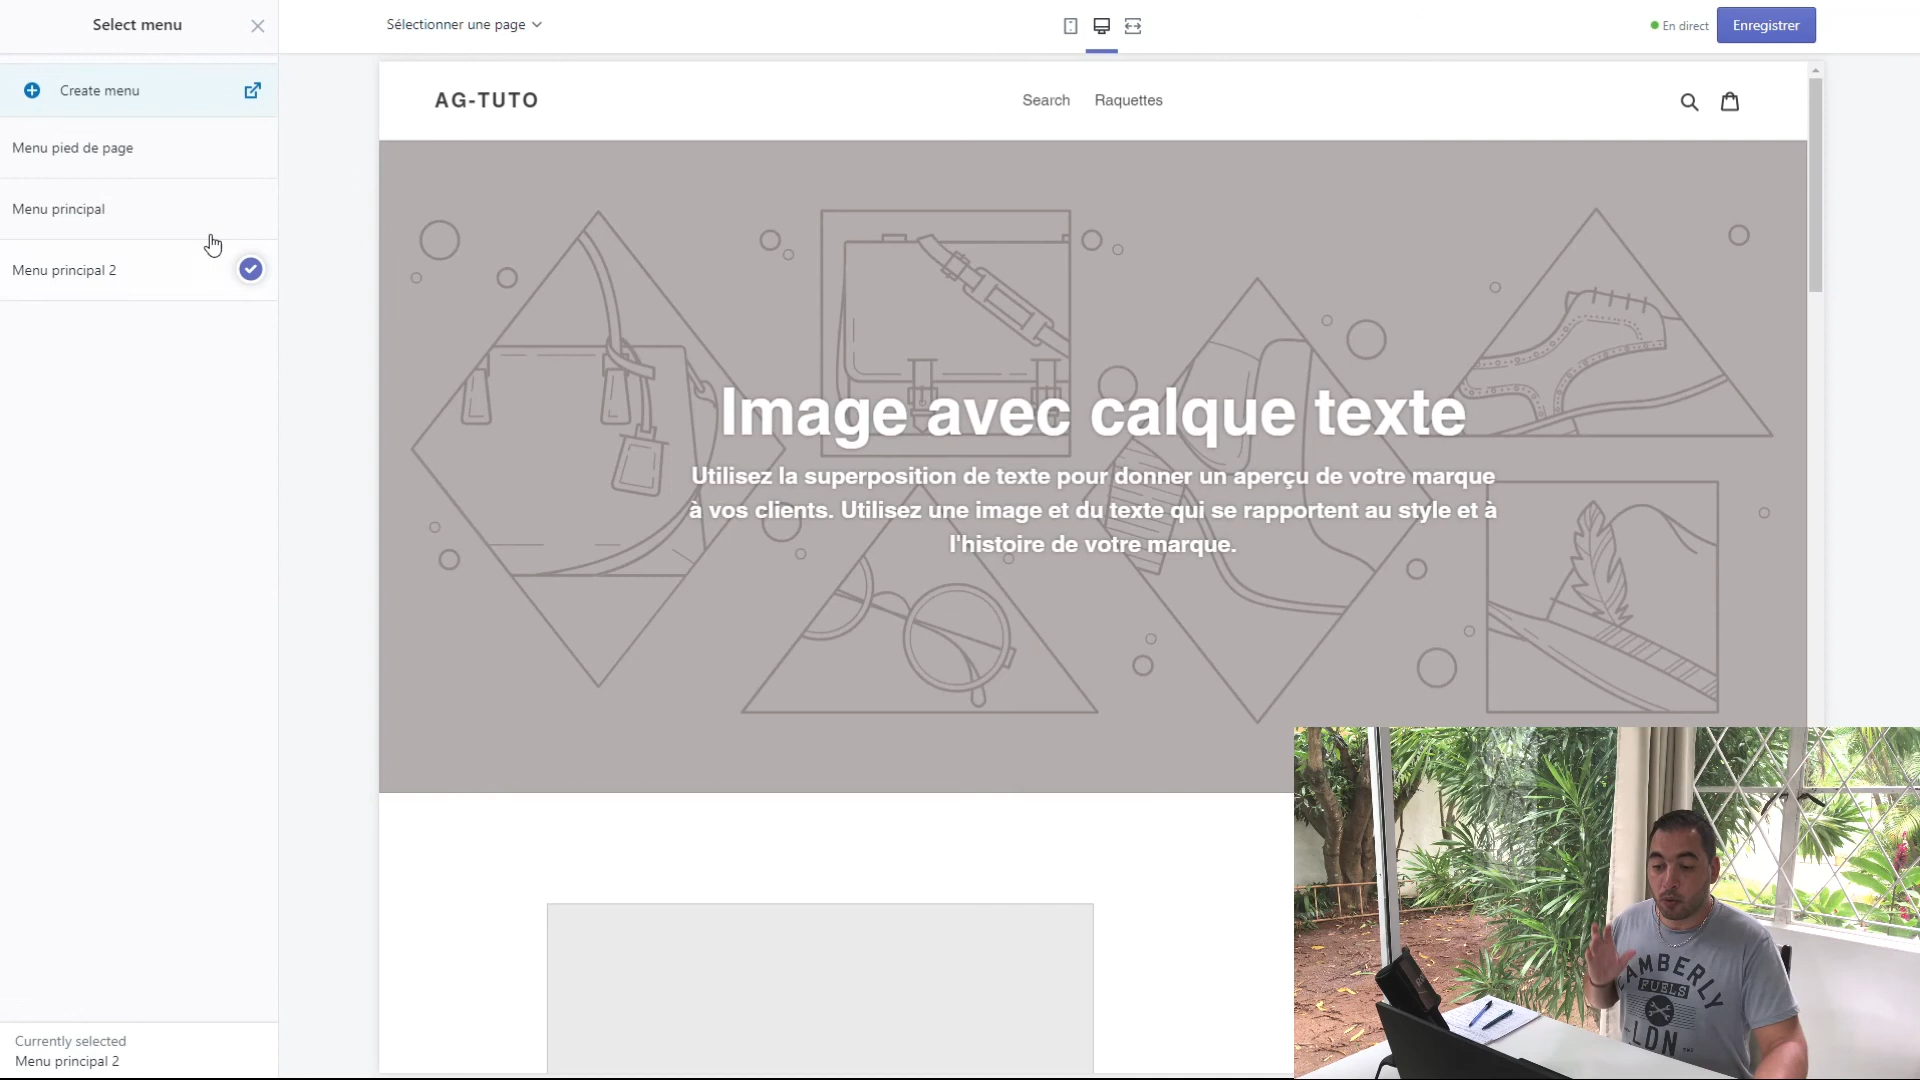 Select menu
Sélectionner une page
En direct
Enregistrer
Create menu
Menu pied de page
Menu principal
Menu principal 2
AG-TUTO
Search
Raquettes
Image avec calque texte
Utilisez la superposition de texte pour donner un aperçu de votre marque
à vos clients. Utilisez une image et du texte qui se rapportent au style et à
l'histoire de votre marque.
AMBERLY
FUELS
LDN
Currently selected
Menu principal 2